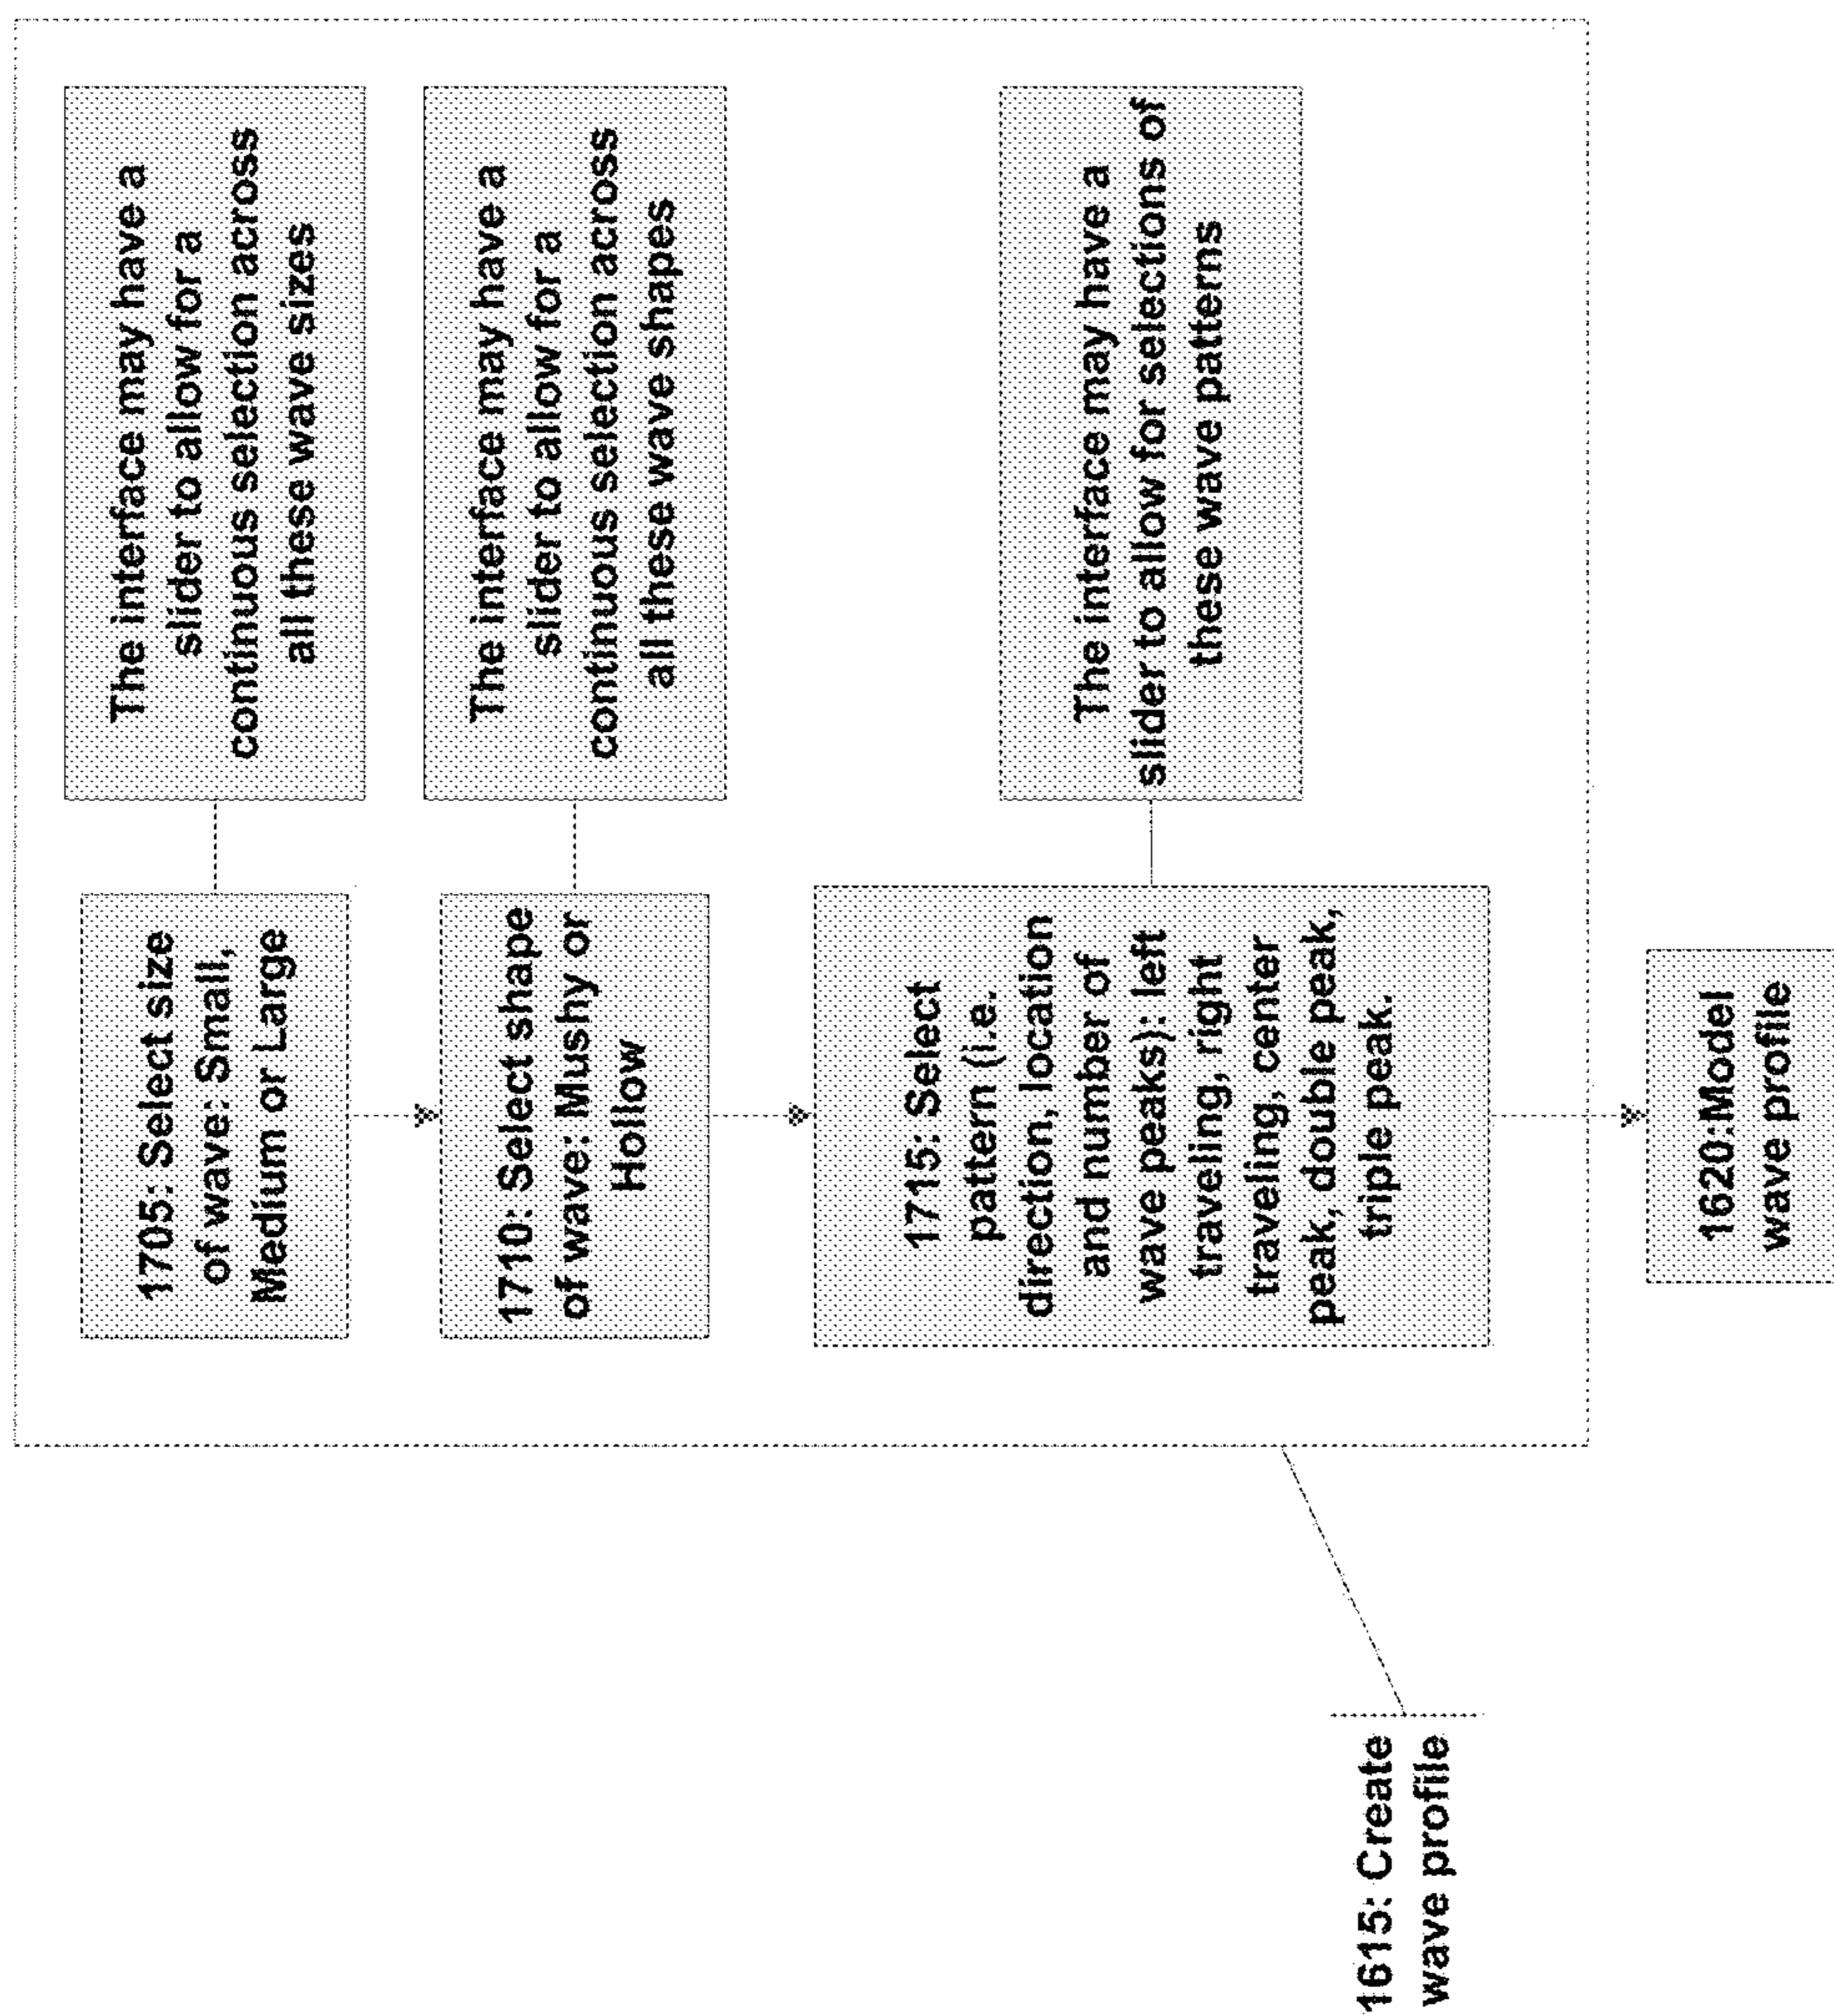 1705: Select size
of wave: Small,
Medium or Large
The interface may have a
slider to allow for a
continuous selection across
all these wave sizes
1710: Select shape
of wave: Mushy or
Hollow
The interface may have a
slider to allow for a
continuous selection across
all these wave shapes
1715: Select
pattern (i.e.
direction, location
and number of
wave peaks): left
traveling, right
traveling, center
peak, double peak,
triple peak.
The interface may have a
slider to allow for selections of
these wave patterns
1615: Create
wave profile
1620:Model
wave profile